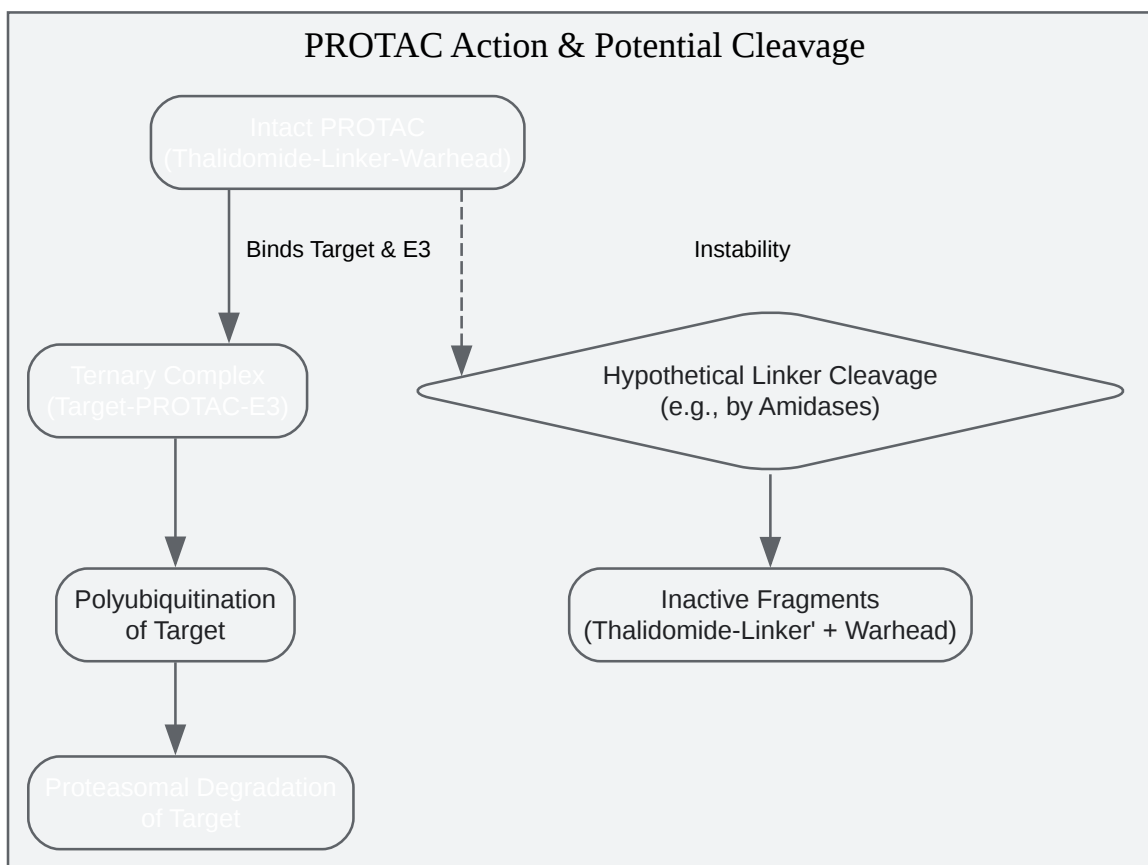 PROTAC Action & Potential Cleavage
Intact PROTAC
(Thalidomide-Linker-Warhead)
Binds Target & E3
Instability
Ternary Complex
(Target-PROTAC-E3)
Hypothetical Linker Cleavage
(e.g., by Amidases)
Polyubiquitination
of Target
Inactive Fragments
(Thalidomide-Linker' + Warhead)
Proteasomal Degradation
of Target